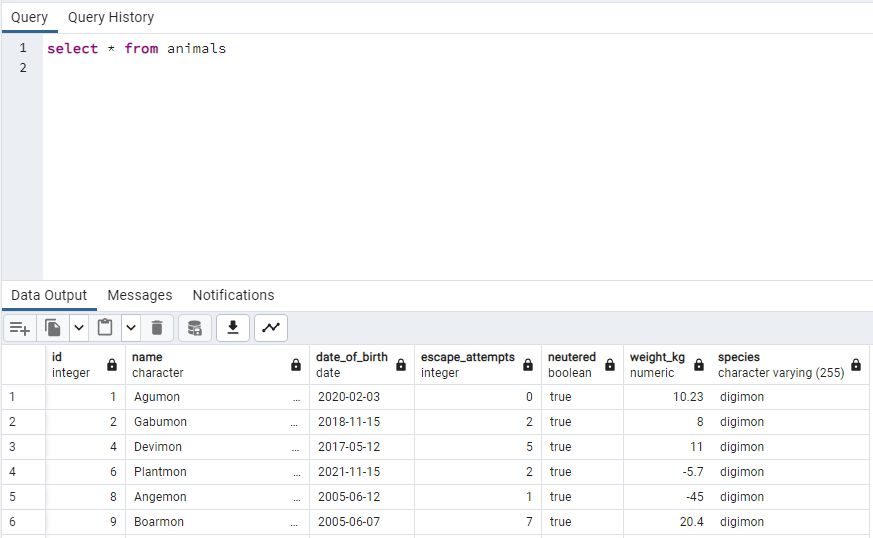 Query Query History
1 select * from animals
2
Data Output Messages Notifications
id name date_of_birth escape_attempts neutered weight_kg species
integer character date integer boolean numeric character varying (255)
1 1 Agumon ... 2020-02-03 0 true 10.23 digimon
2 2 Gabumon ... 2018-11-15 2 true 8 digimon
3 4 Devimon ... 2017-05-12 5 true 11 digimon
4 6 Plantmon ... 2021-11-15 2 true -5.7 digimon
5 8 Angemon ... 2005-06-12 1 true -45 digimon
6 9 Boarmon ... 2005-06-07 7 true 20.4 digimon